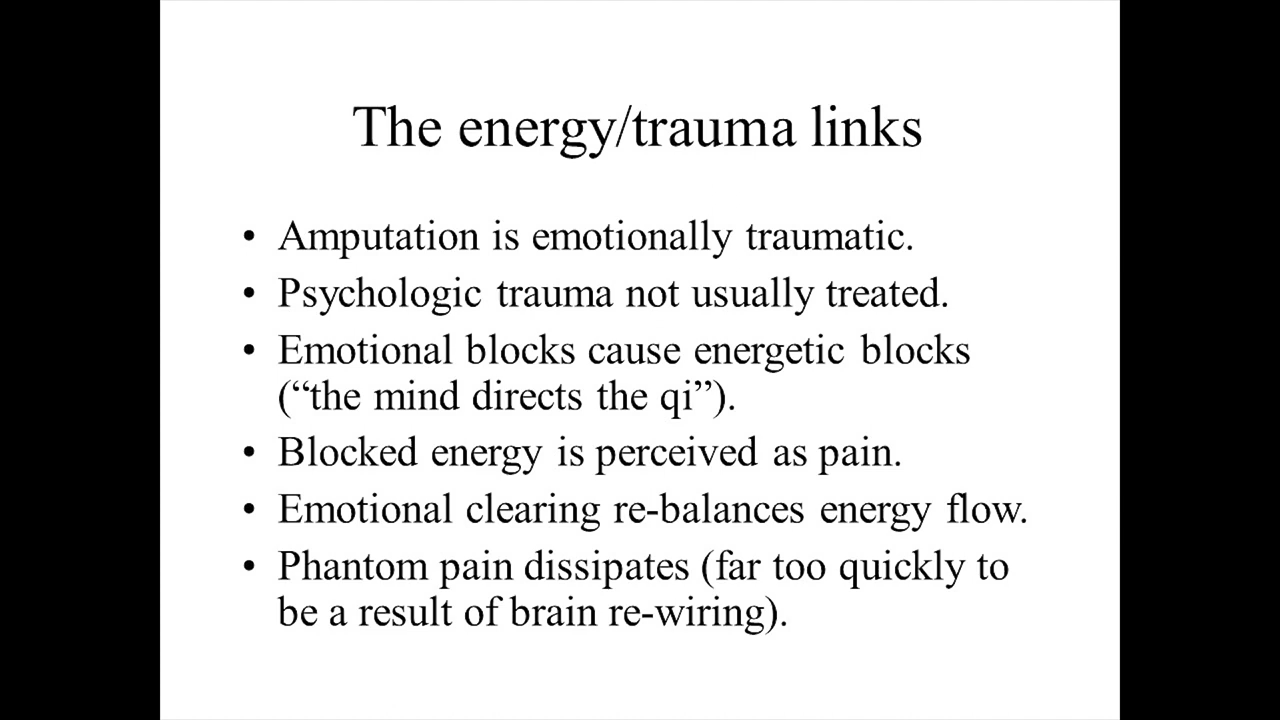 The energy/trauma links
• Amputation is emotionally traumatic.
• Psychologic trauma not usually treated.
• Emotional blocks cause energetic blocks
(“the mind directs the qi”).
• Blocked energy is perceived as pain.
• Emotional clearing re-balances energy flow.
• Phantom pain dissipates (far too quickly to
be a result of brain re-wiring).